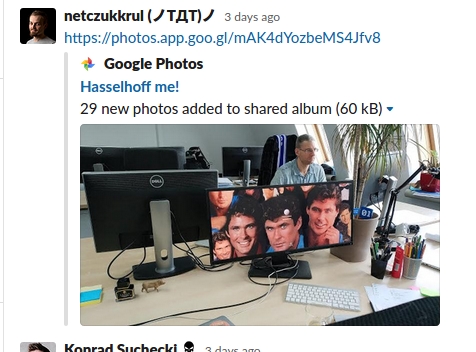 netczukkrul (ノTДT)ノ 3 days ago
https://photos.app.goo.gl/mAK4dYozbeMS4Jfv8
Google Photos
Hasselhoff me!
29 new photos added to shared album (60 kB)
DELL
Konrad Suchecki 3 days ago